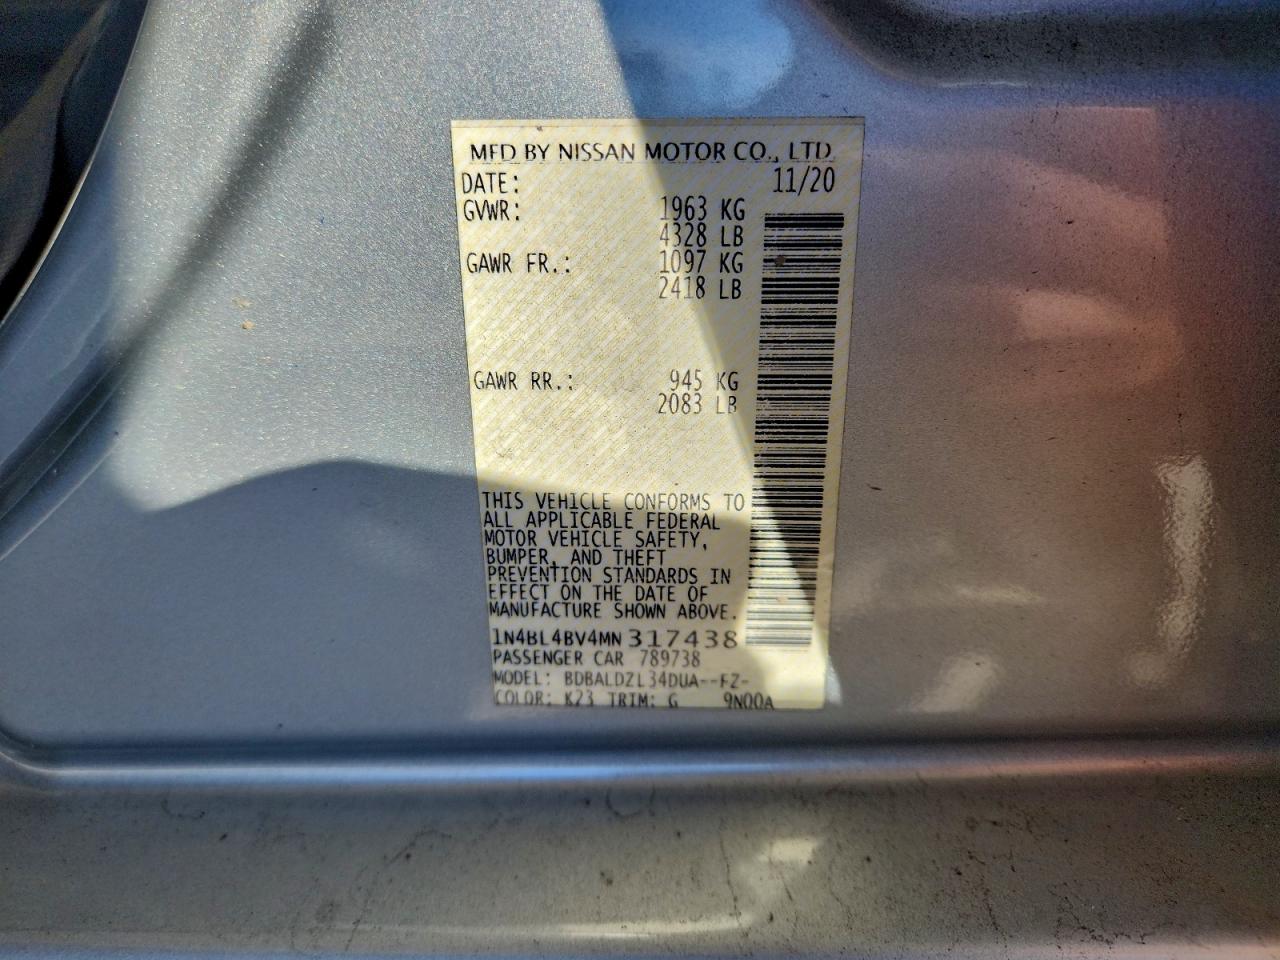 MFD BY NISSAN MOTOR CO., LTD.
DATE: 11/20
GVWR: 1963 KG
4328 LB
GAWR FR.: 1097 KG
2418 LB
GAWR RR.: 945 KG
2083 LB
THIS VEHICLE CONFORMS TO
ALL APPLICABLE FEDERAL
MOTOR VEHICLE SAFETY,
BUMPER, AND THEFT
PREVENTION STANDARDS IN
EFFECT ON THE DATE OF
MANUFACTURE SHOWN ABOVE.
1N4BL4BV4MN317438
PASSENGER CAR 789738
MODEL: BDBALDZL34DUA--FZ-
COLOR: K23 TRIM: G 9N00A